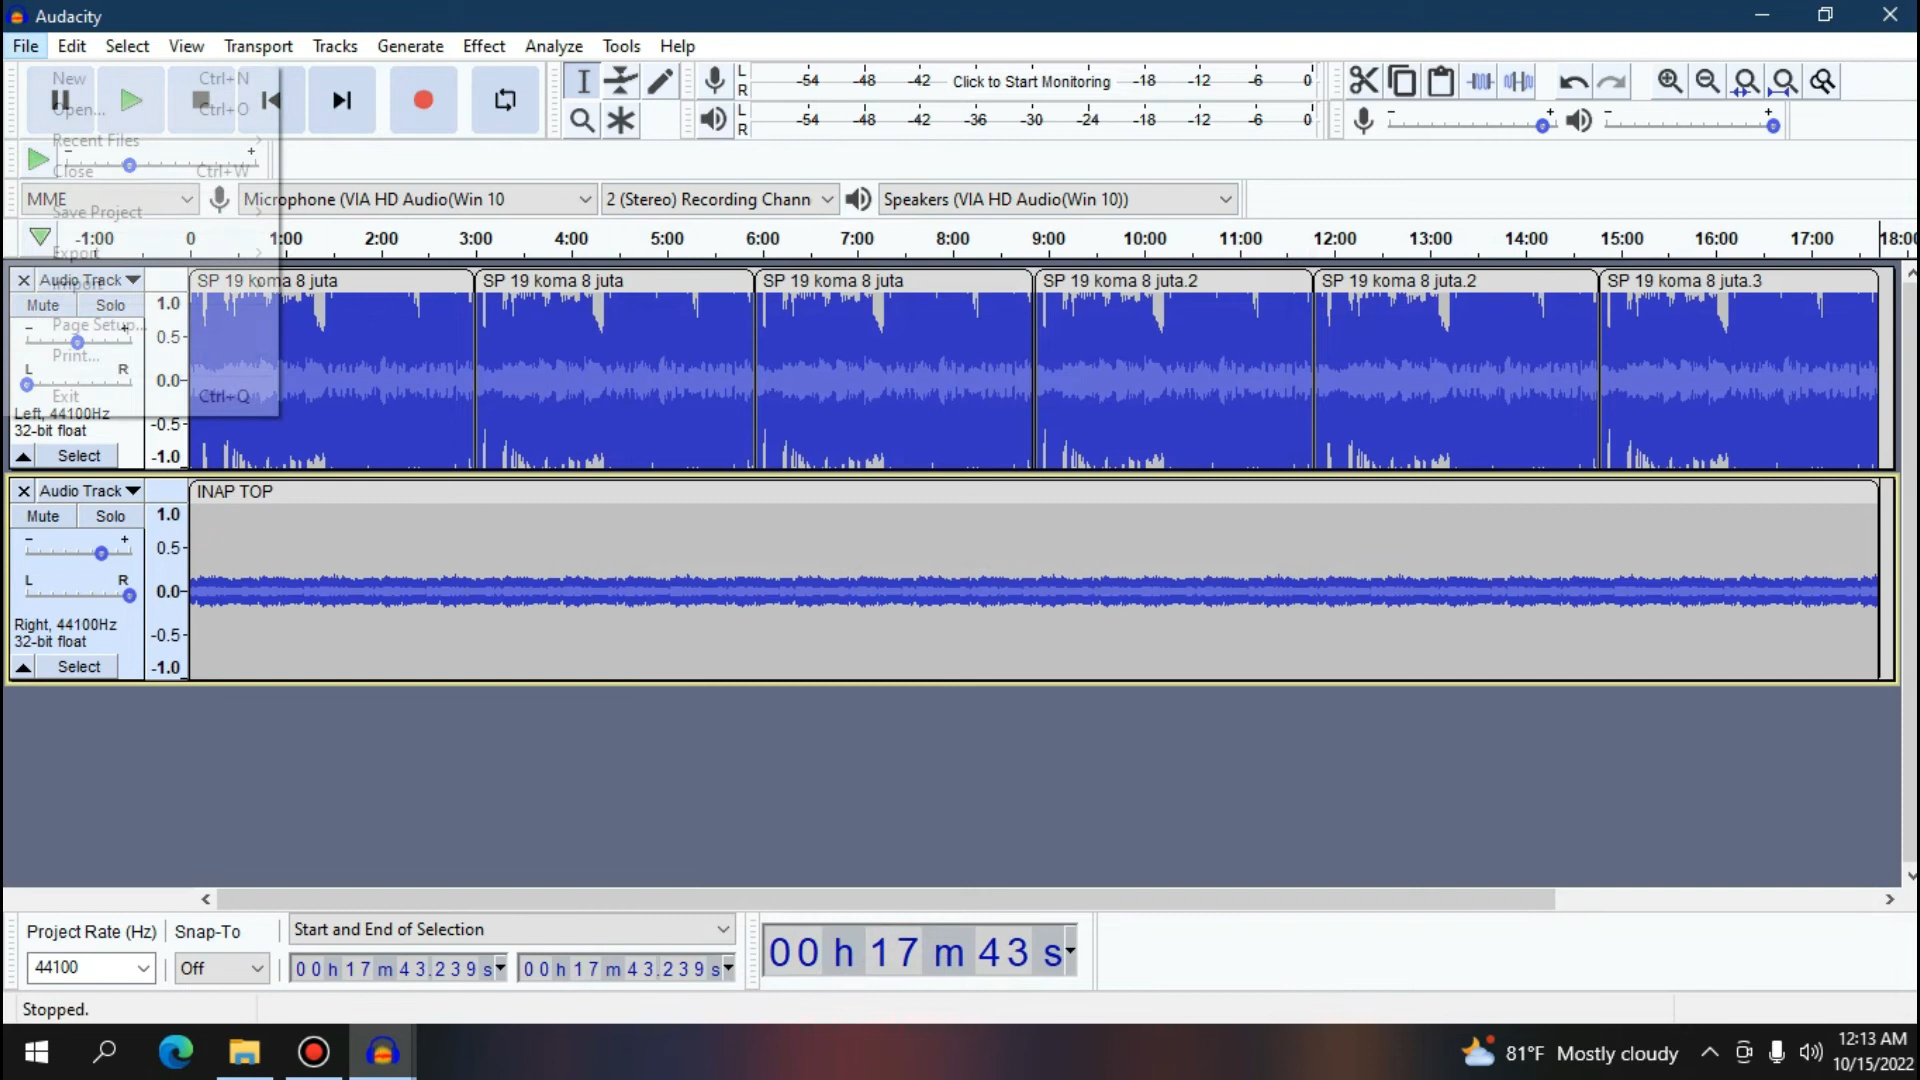 Audacity
File Edit Select View Transport Tracks Generate Effect Analyze Tools Help
New Ctrl+N
Open... Ctrl+O
Recent Files
Close Ctrl+W
Save Project
Export
Import
Page Setup...
Print...
Exit Ctrl+Q
L R -54 -48 -42 Click to Start Monitoring -18 -12 -6 0
L R -54 -48 -42 -36 -30 -24 -18 -12 -6 0
MME Microphone (VIA HD Audio(Win 10 2 (Stereo) Recording Chann Speakers (VIA HD Audio(Win 10))
-1:00 0 1:00 2:00 3:00 4:00 5:00 6:00 7:00 8:00 9:00 10:00 11:00 12:00 13:00 14:00 15:00 16:00 17:00 18:00
Audio Track SP 19 koma 8 juta SP 19 koma 8 juta SP 19 koma 8 juta SP 19 koma 8 juta.2 SP 19 koma 8 juta.2 SP 19 koma 8 juta.3
Mute Solo 1.0
- + 0.5
L R 0.0
Left, 44100Hz
32-bit float -0.5
Select -1.0
Audio Track INAP TOP
Mute Solo 1.0
- + 0.5
L R 0.0
Right, 44100Hz
32-bit float -0.5
Select -1.0
Project Rate (Hz) Snap-To Start and End of Selection
44100 Off 00 h 17 m 43.239 s 00 h 17 m 43.239 s
00 h 17 m 43 s
Stopped.
81°F Mostly cloudy
12:13 AM
10/15/2022